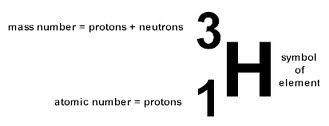 mass number = protons + neutrons
3
H
symbol
of
element
atomic number = protons
1